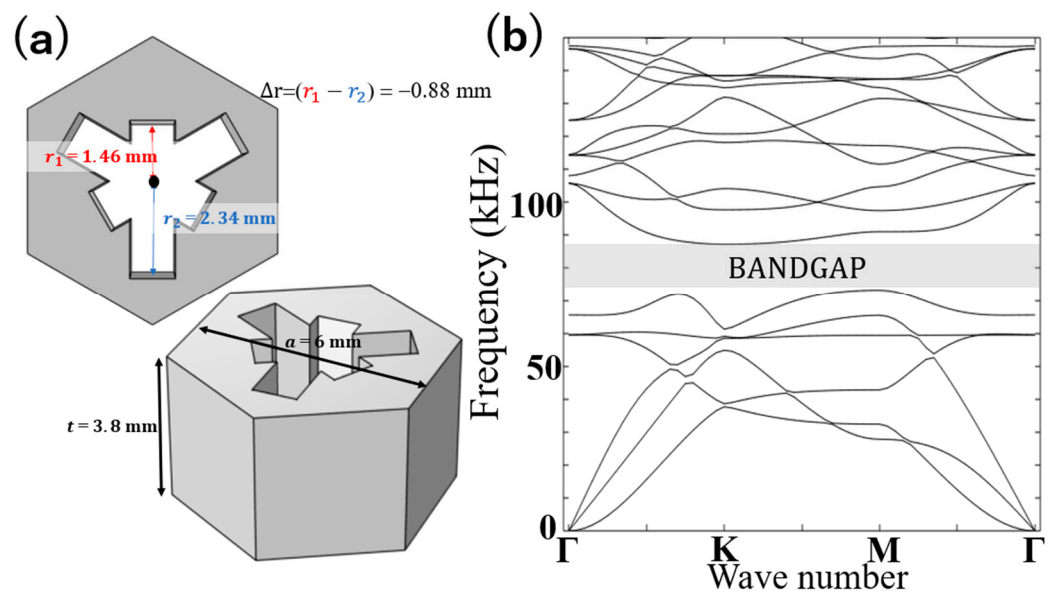 (a)
Δr=(r₁ − r₂) = −0.88 mm
r₁ = 1.46 mm
r₂ = 2.34 mm
a = 6 mm
t = 3.8 mm
(b)
Frequency (kHz)
100
50
0
BANDGAP
Γ K M Γ
Wave number